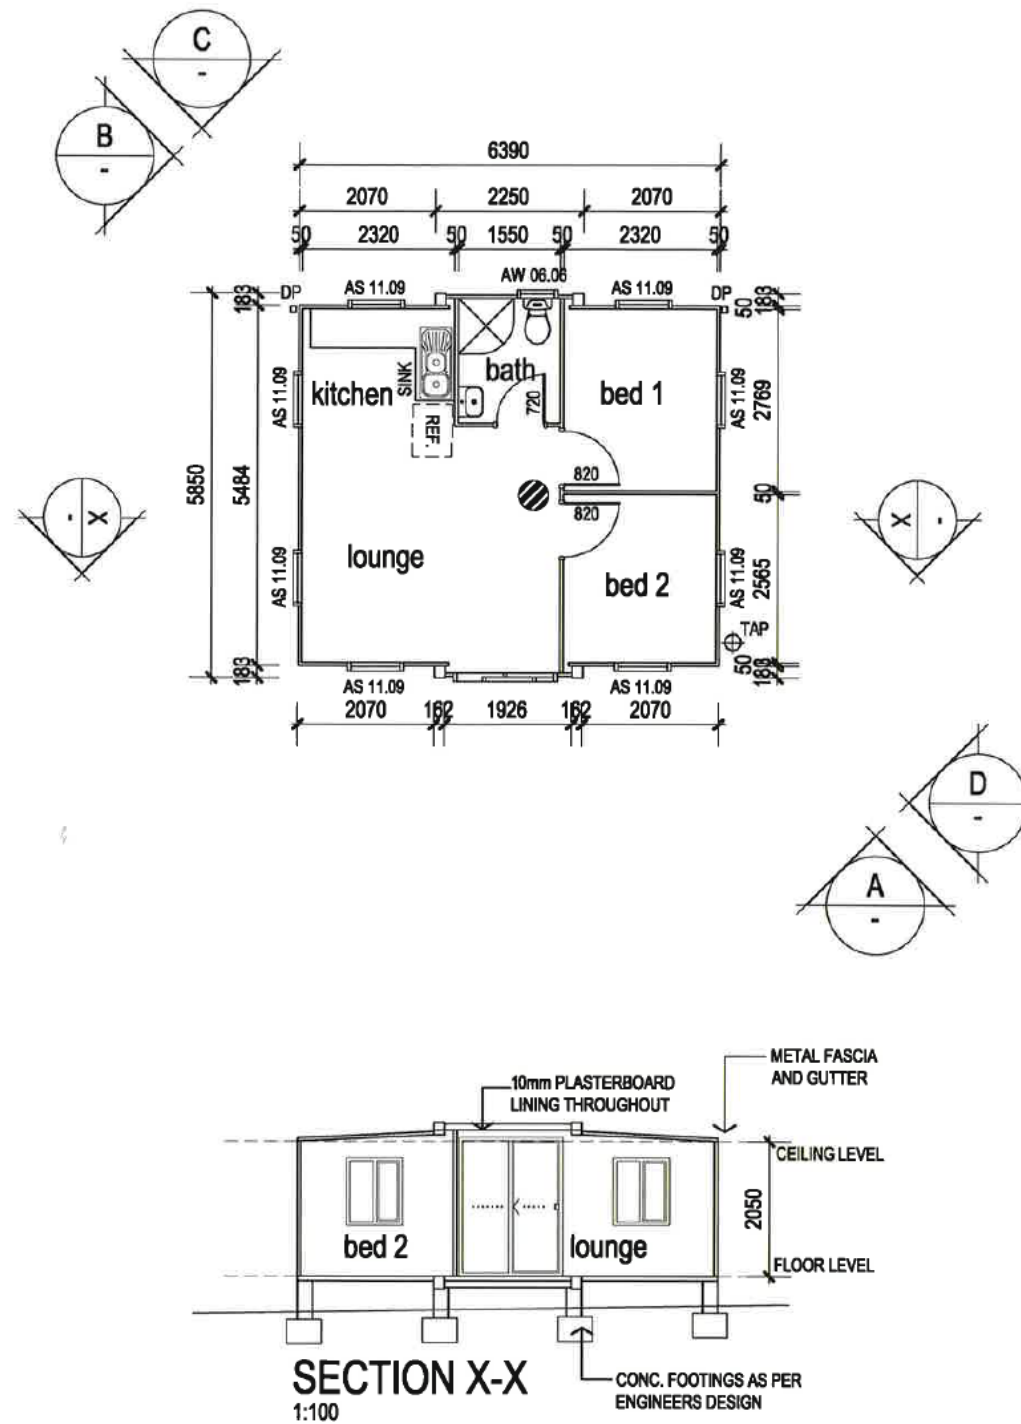 C
-
B
-
6390
2070 2250 2070
50 2320 50 1550 50 2320 50
AW 06.06
AS 11.09 AS 11.09
DP DP
183 183
50 183
kitchen
SINK
REF.
bath
720
bed 1
AS 11.09
AS 11.09
2769
5850
5484
820
50
820
- X
X -
lounge
bed 2
AS 11.09
AS 11.09
2565
TAP
183
50 183
AS 11.09 AS 11.09
2070 162 1926 162 2070
D
-
A
-
METAL FASCIA
AND GUTTER
10mm PLASTERBOARD
LINING THROUGHOUT
CEILING LEVEL
2050
bed 2 lounge
FLOOR LEVEL
SECTION X-X
1:100
CONC. FOOTINGS AS PER
ENGINEERS DESIGN